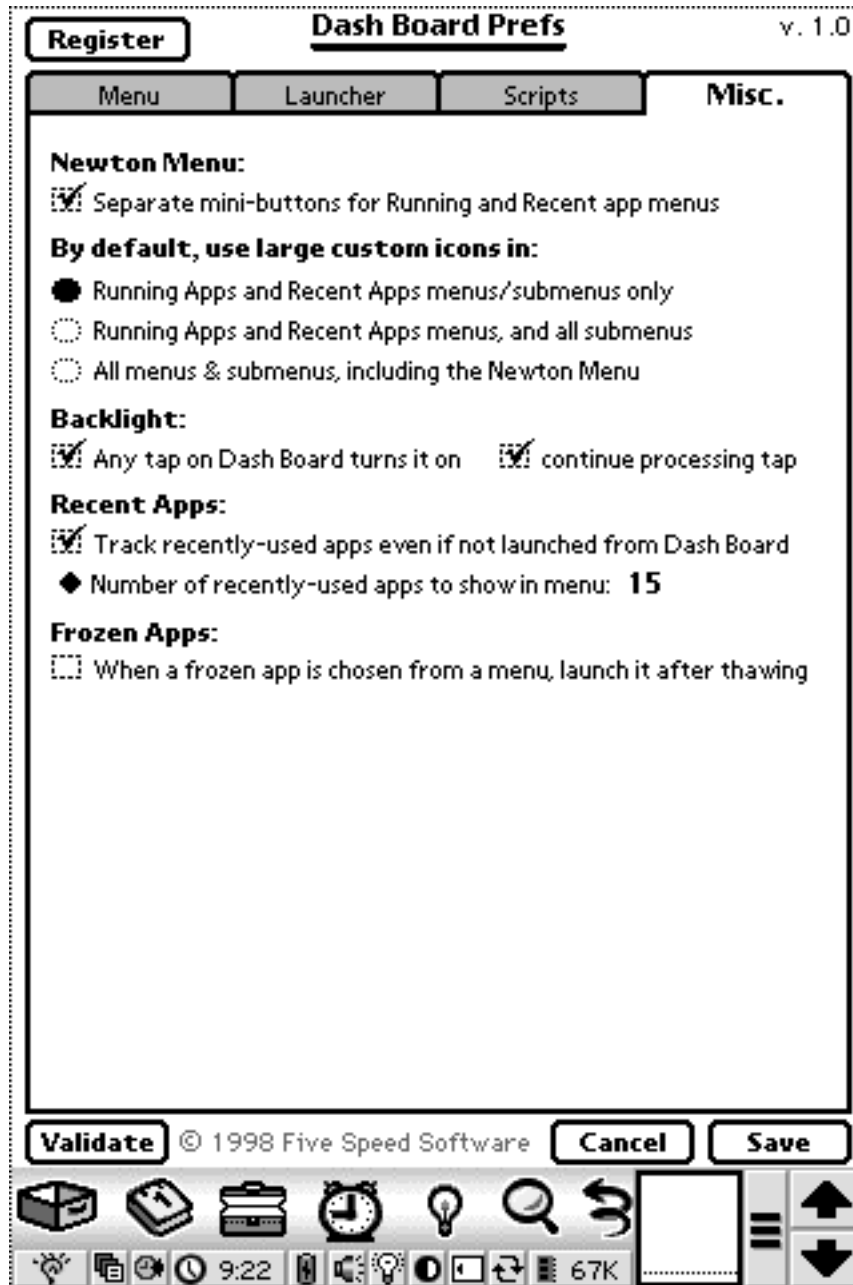 Register
Dash Board Prefs
v. 1.0
Menu
Launcher
Scripts
Misc.
Newton Menu:
Separate mini-buttons for Running and Recent app menus
By default, use large custom icons in:
Running Apps and Recent Apps menus/submenus only
Running Apps and Recent Apps menus, and all submenus
All menus & submenus, including the Newton Menu
Backlight:
Any tap on Dash Board turns it on
continue processing tap
Recent Apps:
Track recently-used apps even if not launched from Dash Board
Number of recently-used apps to show in menu: 15
Frozen Apps:
When a frozen app is chosen from a menu, launch it after thawing
Validate
© 1998 Five Speed Software
Cancel
Save
1
9:22
67K